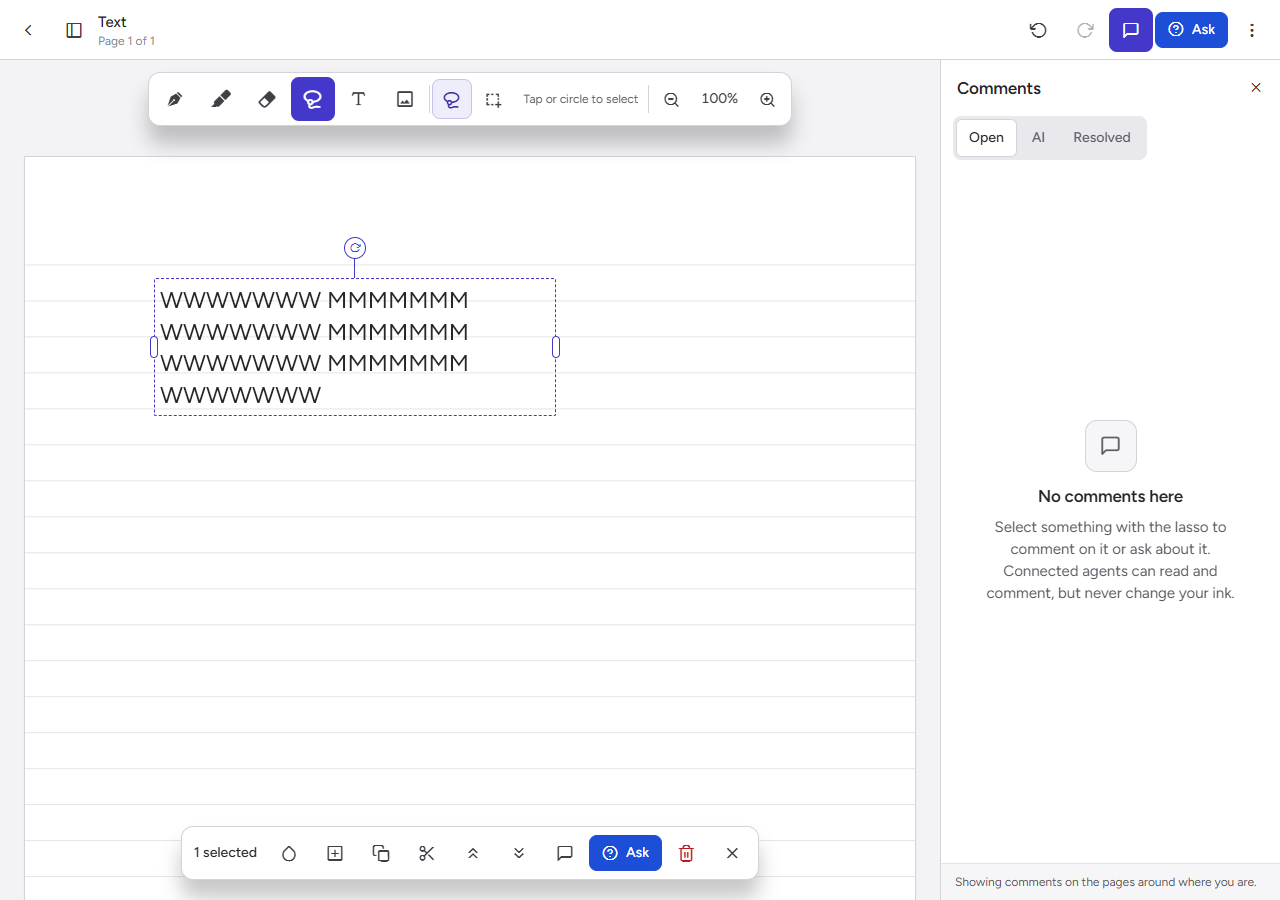 Text
Page 1 of 1
Ask
Tap or circle to select
100%
WWWWWWW MMMMMMM
WWWWWWW MMMMMMM
WWWWWWW MMMMMMM
WWWWWWW
1 selected
Ask
Comments
Open
AI
Resolved
No comments here
Select something with the lasso to
comment on it or ask about it.
Connected agents can read and
comment, but never change your ink.
Showing comments on the pages around where you are.